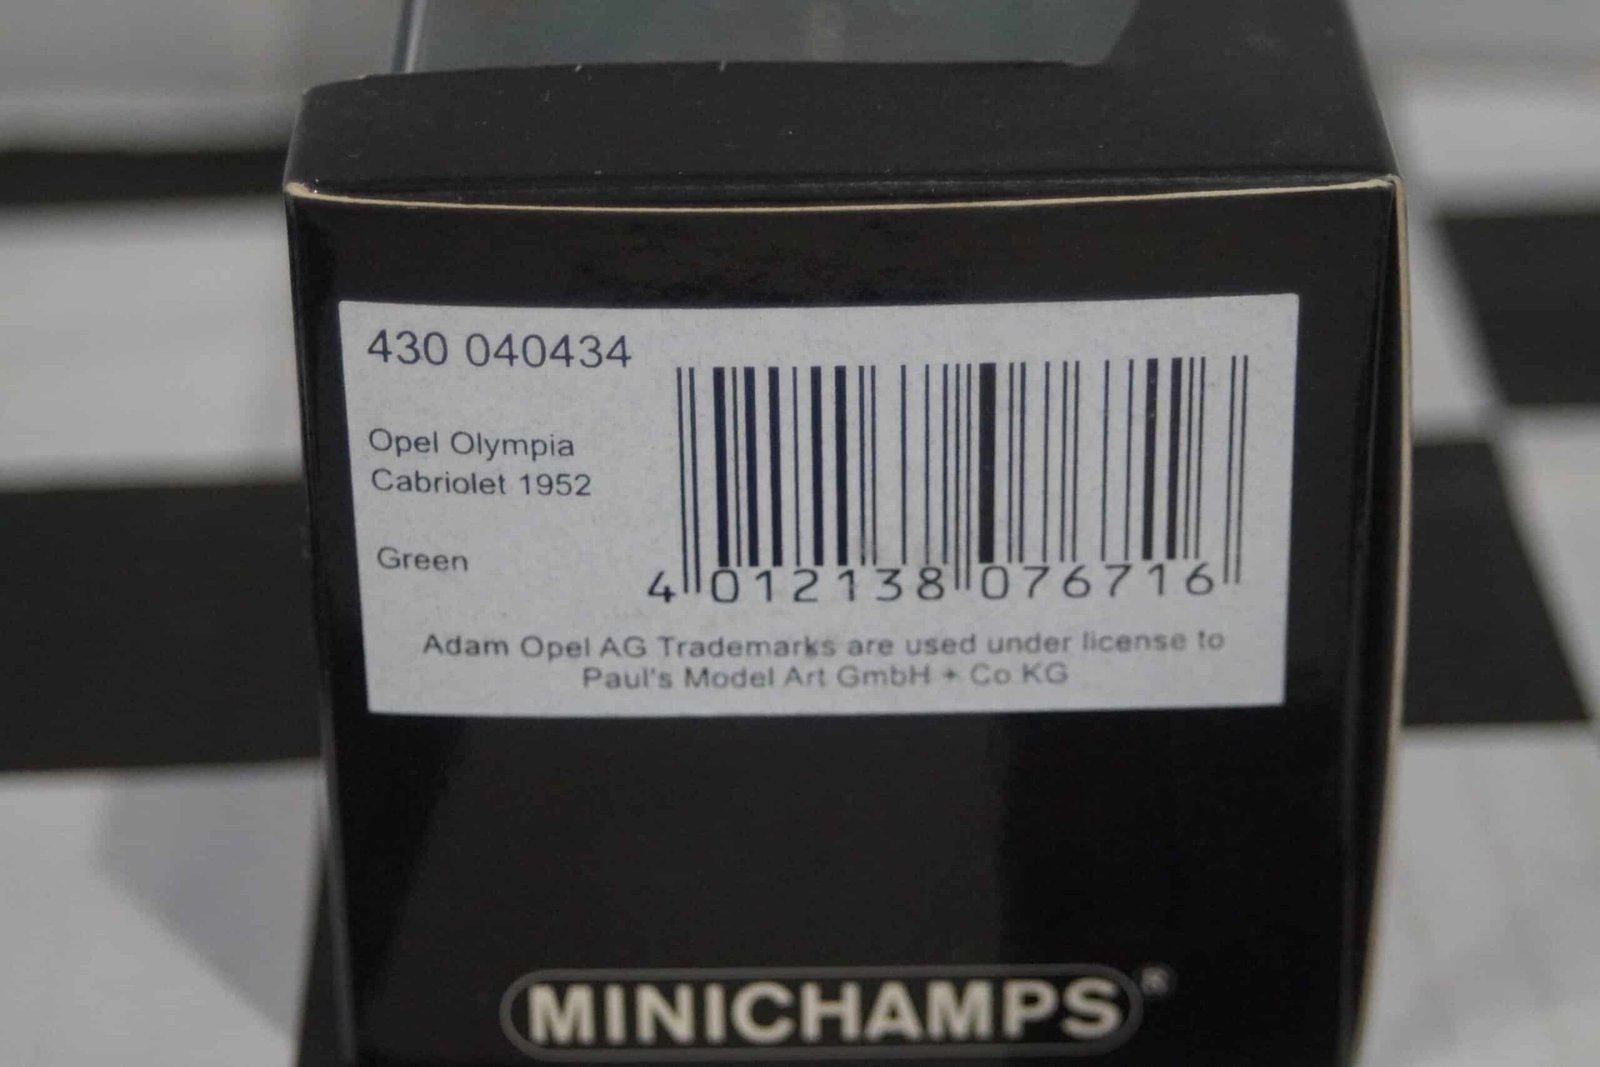 430 040434
Opel Olympia
Cabriolet 1952
Green
4 012138 076716
Adam Opel AG Trademarks are used under license to
Paul's Model Art GmbH + Co KG
MINICHAMPS®